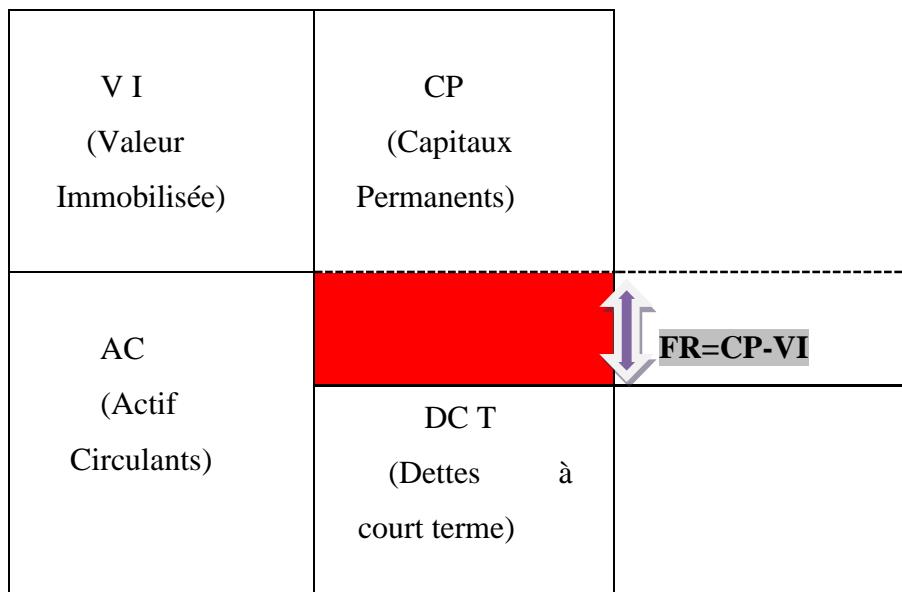 V I
(Valeur
Immobilisée)
CP
(Capitaux
Permanents)
AC
(Actif
Circulants)
FR=CP-VI
DC T
(Dettes à
court terme)